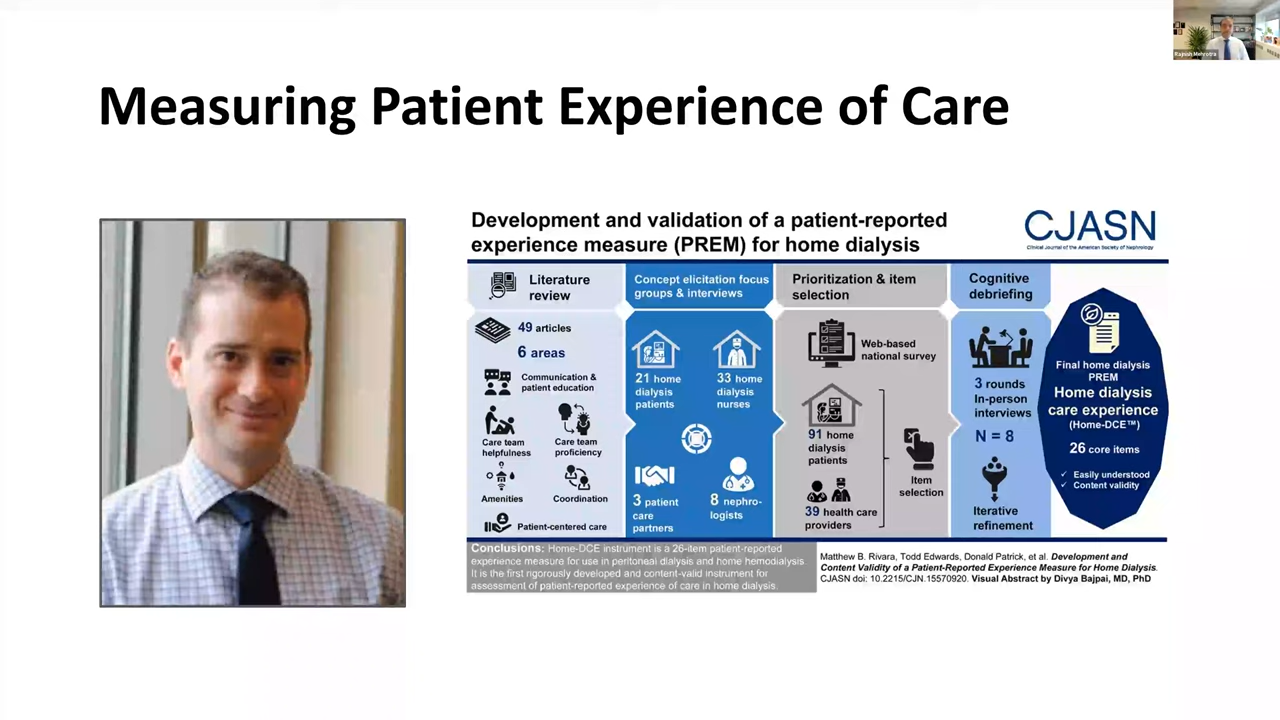 Rajnish Mehrotra
Measuring Patient Experience of Care
Development and validation of a patient-reported
experience measure (PREM) for home dialysis
CJASN
Clinical Journal of the American Society of Nephrology
Literature
review
49 articles
6 areas
Communication &
patient education
Care team
helpfulness
Care team
proficiency
Amenities
Coordination
Patient-centered care
Concept elicitation focus
groups & interviews
21 home
dialysis
patients
33 home
dialysis
nurses
3 patient
care
partners
8 nephro-
logists
Prioritization & item
selection
Web-based
national survey
91 home
dialysis
patients
39 health care
providers
Item
selection
Cognitive
debriefing
3 rounds
In-person
interviews
N = 8
Iterative
refinement
Final home dialysis
PREM
Home dialysis
care experience
(Home-DCE™)
26 core items
✓ Easily understood
✓ Content validity
Conclusions: Home-DCE instrument is a 26-item patient-reported
experience measure for use in peritoneal dialysis and home hemodialysis.
It is the first rigorously developed and content-valid instrument for
assessment of patient-reported experience of care in home dialysis.
Matthew B. Rivara, Todd Edwards, Donald Patrick, et al. Development and
Content Validity of a Patient-Reported Experience Measure for Home Dialysis.
CJASN doi: 10.2215/CJN.15570920. Visual Abstract by Divya Bajpai, MD, PhD